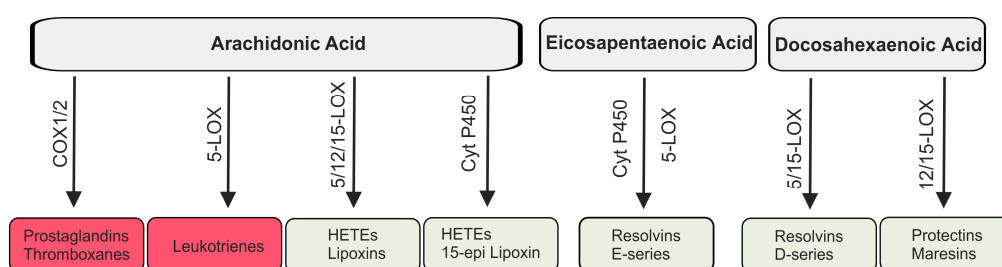 Arachidonic Acid
Eicosapentaenoic Acid
Docosahexaenoic Acid
COX1/2
5-LOX
5/12/15-LOX
Cyt P450
Cyt P450
5-LOX
5/15-LOX
12/15-LOX
Prostaglandins
Thromboxanes
Leukotrienes
HETEs
Lipoxins
HETEs
15-epi Lipoxin
Resolvins
E-series
Resolvins
D-series
Protectins
Maresins